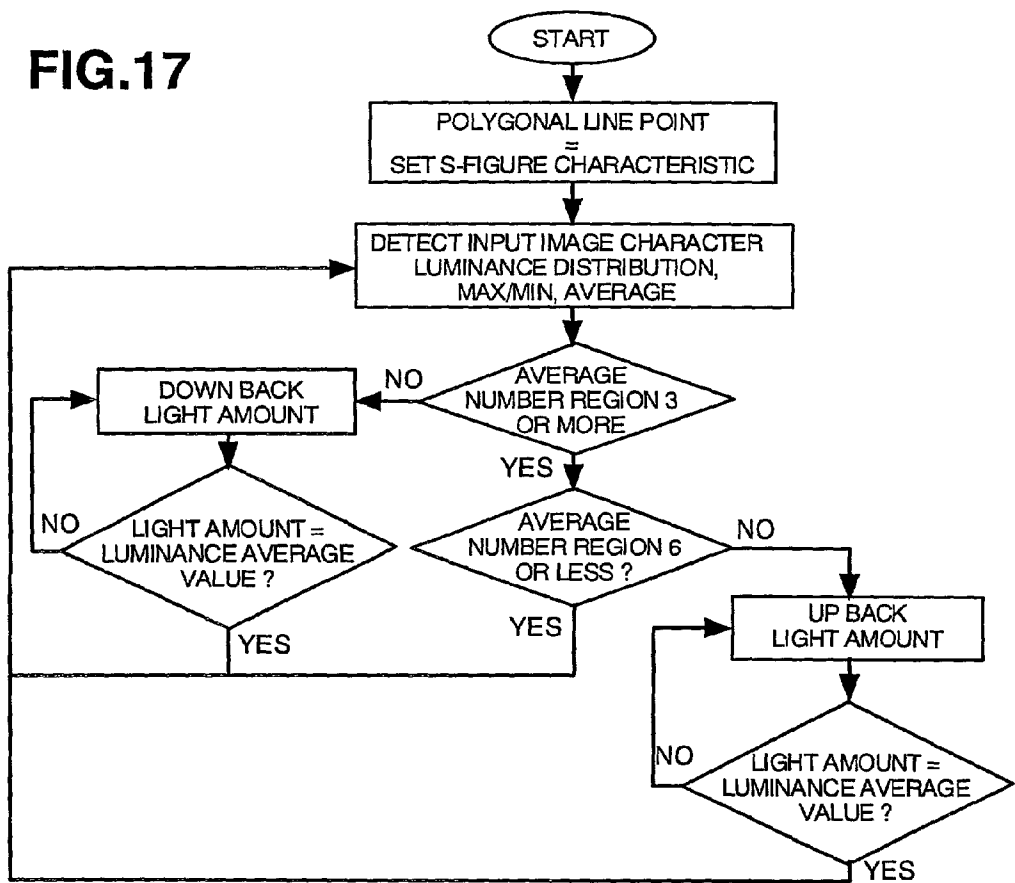 FIG.17
START
POLYGONAL LINE POINT
=
SET S-FIGURE CHARACTERISTIC
DETECT INPUT IMAGE CHARACTER
LUMINANCE DISTRIBUTION,
MAX/MIN, AVERAGE
AVERAGE
NUMBER REGION 3
OR MORE
NO
YES
DOWN BACK
LIGHT AMOUNT
LIGHT AMOUNT =
LUMINANCE AVERAGE
VALUE ?
NO
YES
AVERAGE
NUMBER REGION 6
OR LESS ?
NO
YES
UP BACK
LIGHT AMOUNT
LIGHT AMOUNT =
LUMINANCE AVERAGE
VALUE ?
NO
YES